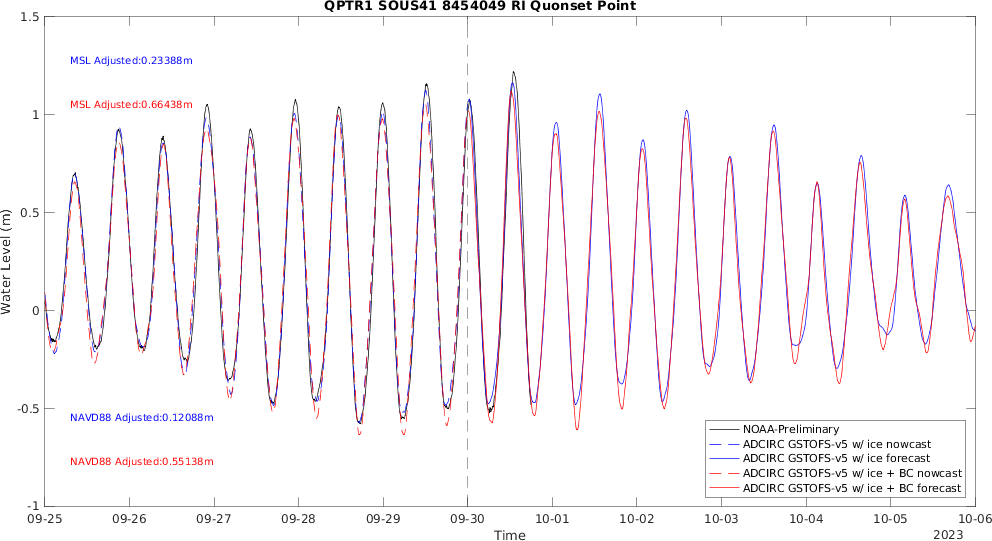 QPTR1 SOUS41 8454049 RI Quonset Point
1.5
MSL Adjusted:0.23388m
MSL Adjusted:0.66438m
1
0.5
Water Level (m)
0
-0.5
NAVD88 Adjusted:0.12088m
NAVD88 Adjusted:0.55138m
-1
NOAA-Preliminary
ADCIRC GSTOFS-v5 w/ ice nowcast
ADCIRC GSTOFS-v5 w/ ice forecast
ADCIRC GSTOFS-v5 w/ ice + BC nowcast
ADCIRC GSTOFS-v5 w/ ice + BC forecast
09-25 09-26 09-27 09-28 09-29 09-30 10-01 10-02 10-03 10-04 10-05 10-06
Time
2023